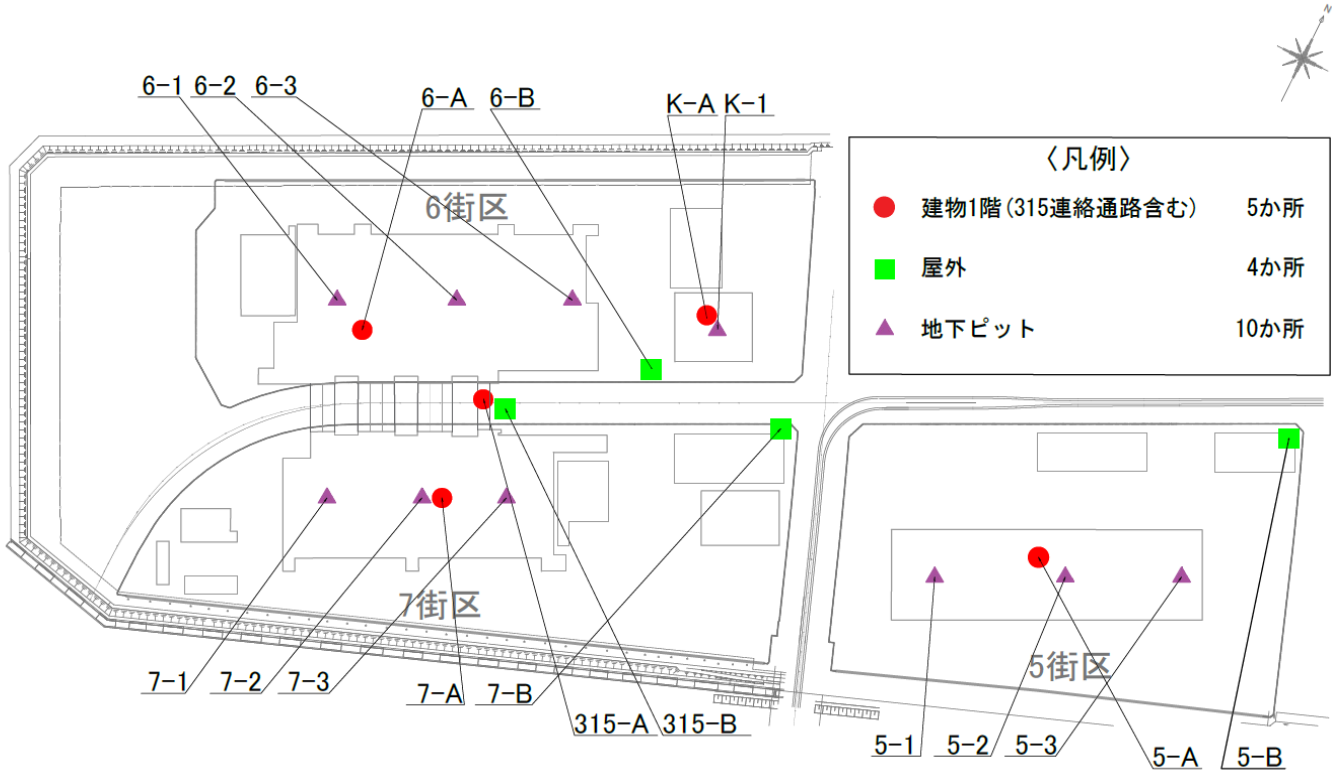 N
6-1 6-2 6-3 6-A 6-B K-A K-1
〈凡例〉
建物1階(315連絡通路含む) 5か所
屋外 4か所
地下ピット 10か所
6街区
7街区
5街区
7-1 7-2 7-3 7-A 7-B
315-A 315-B
5-1 5-2 5-3 5-A 5-B